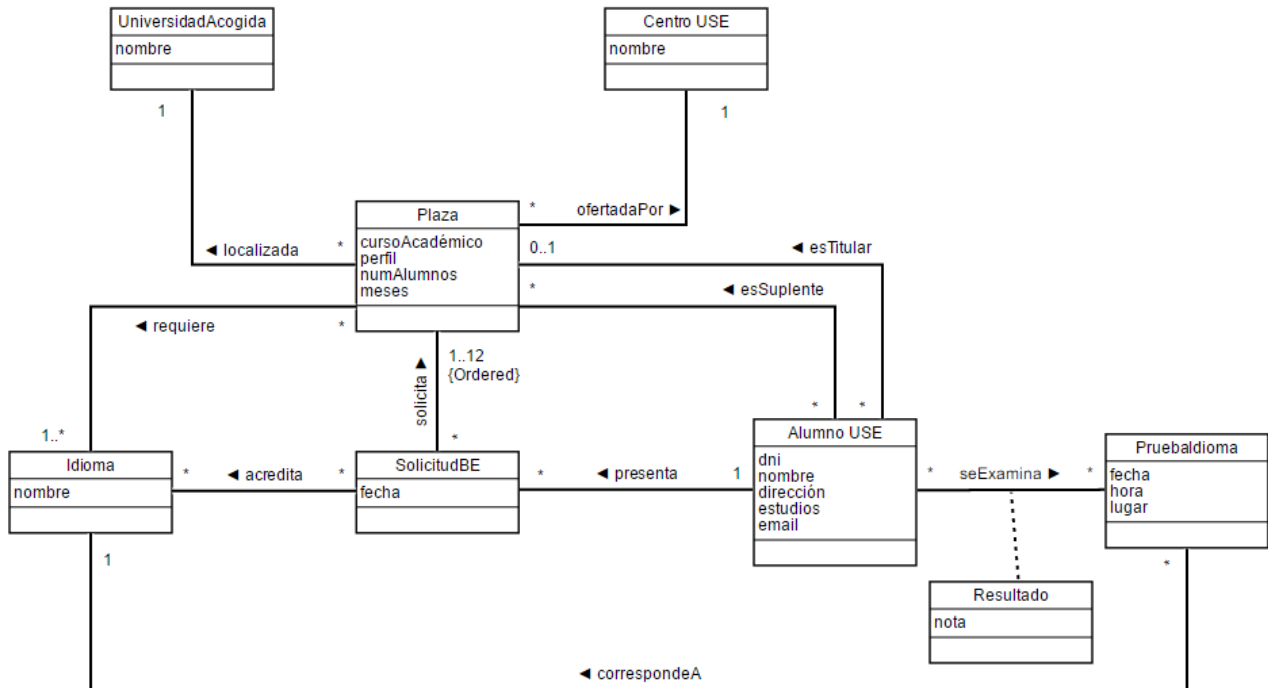 UniversidadAcogida
nombre
1
Centro USE
nombre
1
Plaza
cursoAcadémico
perfil
numAlumnos
meses
* ofertadaPor ►
◄ localizada *
0..1 ◄ esTitular
* ◄ esSuplente
◄ requiere *
1..12
{Ordered}
solicita ►
*
1..*
* *
Idioma
nombre
* ◄ acredita *
SolicitudBE
fecha
* ◄ presenta 1
Alumno USE
dni
nombre
dirección
estudios
email
* seExamina ► *
PruebaIdioma
fecha
hora
lugar
1
*
Resultado
nota
◄ correspondeA